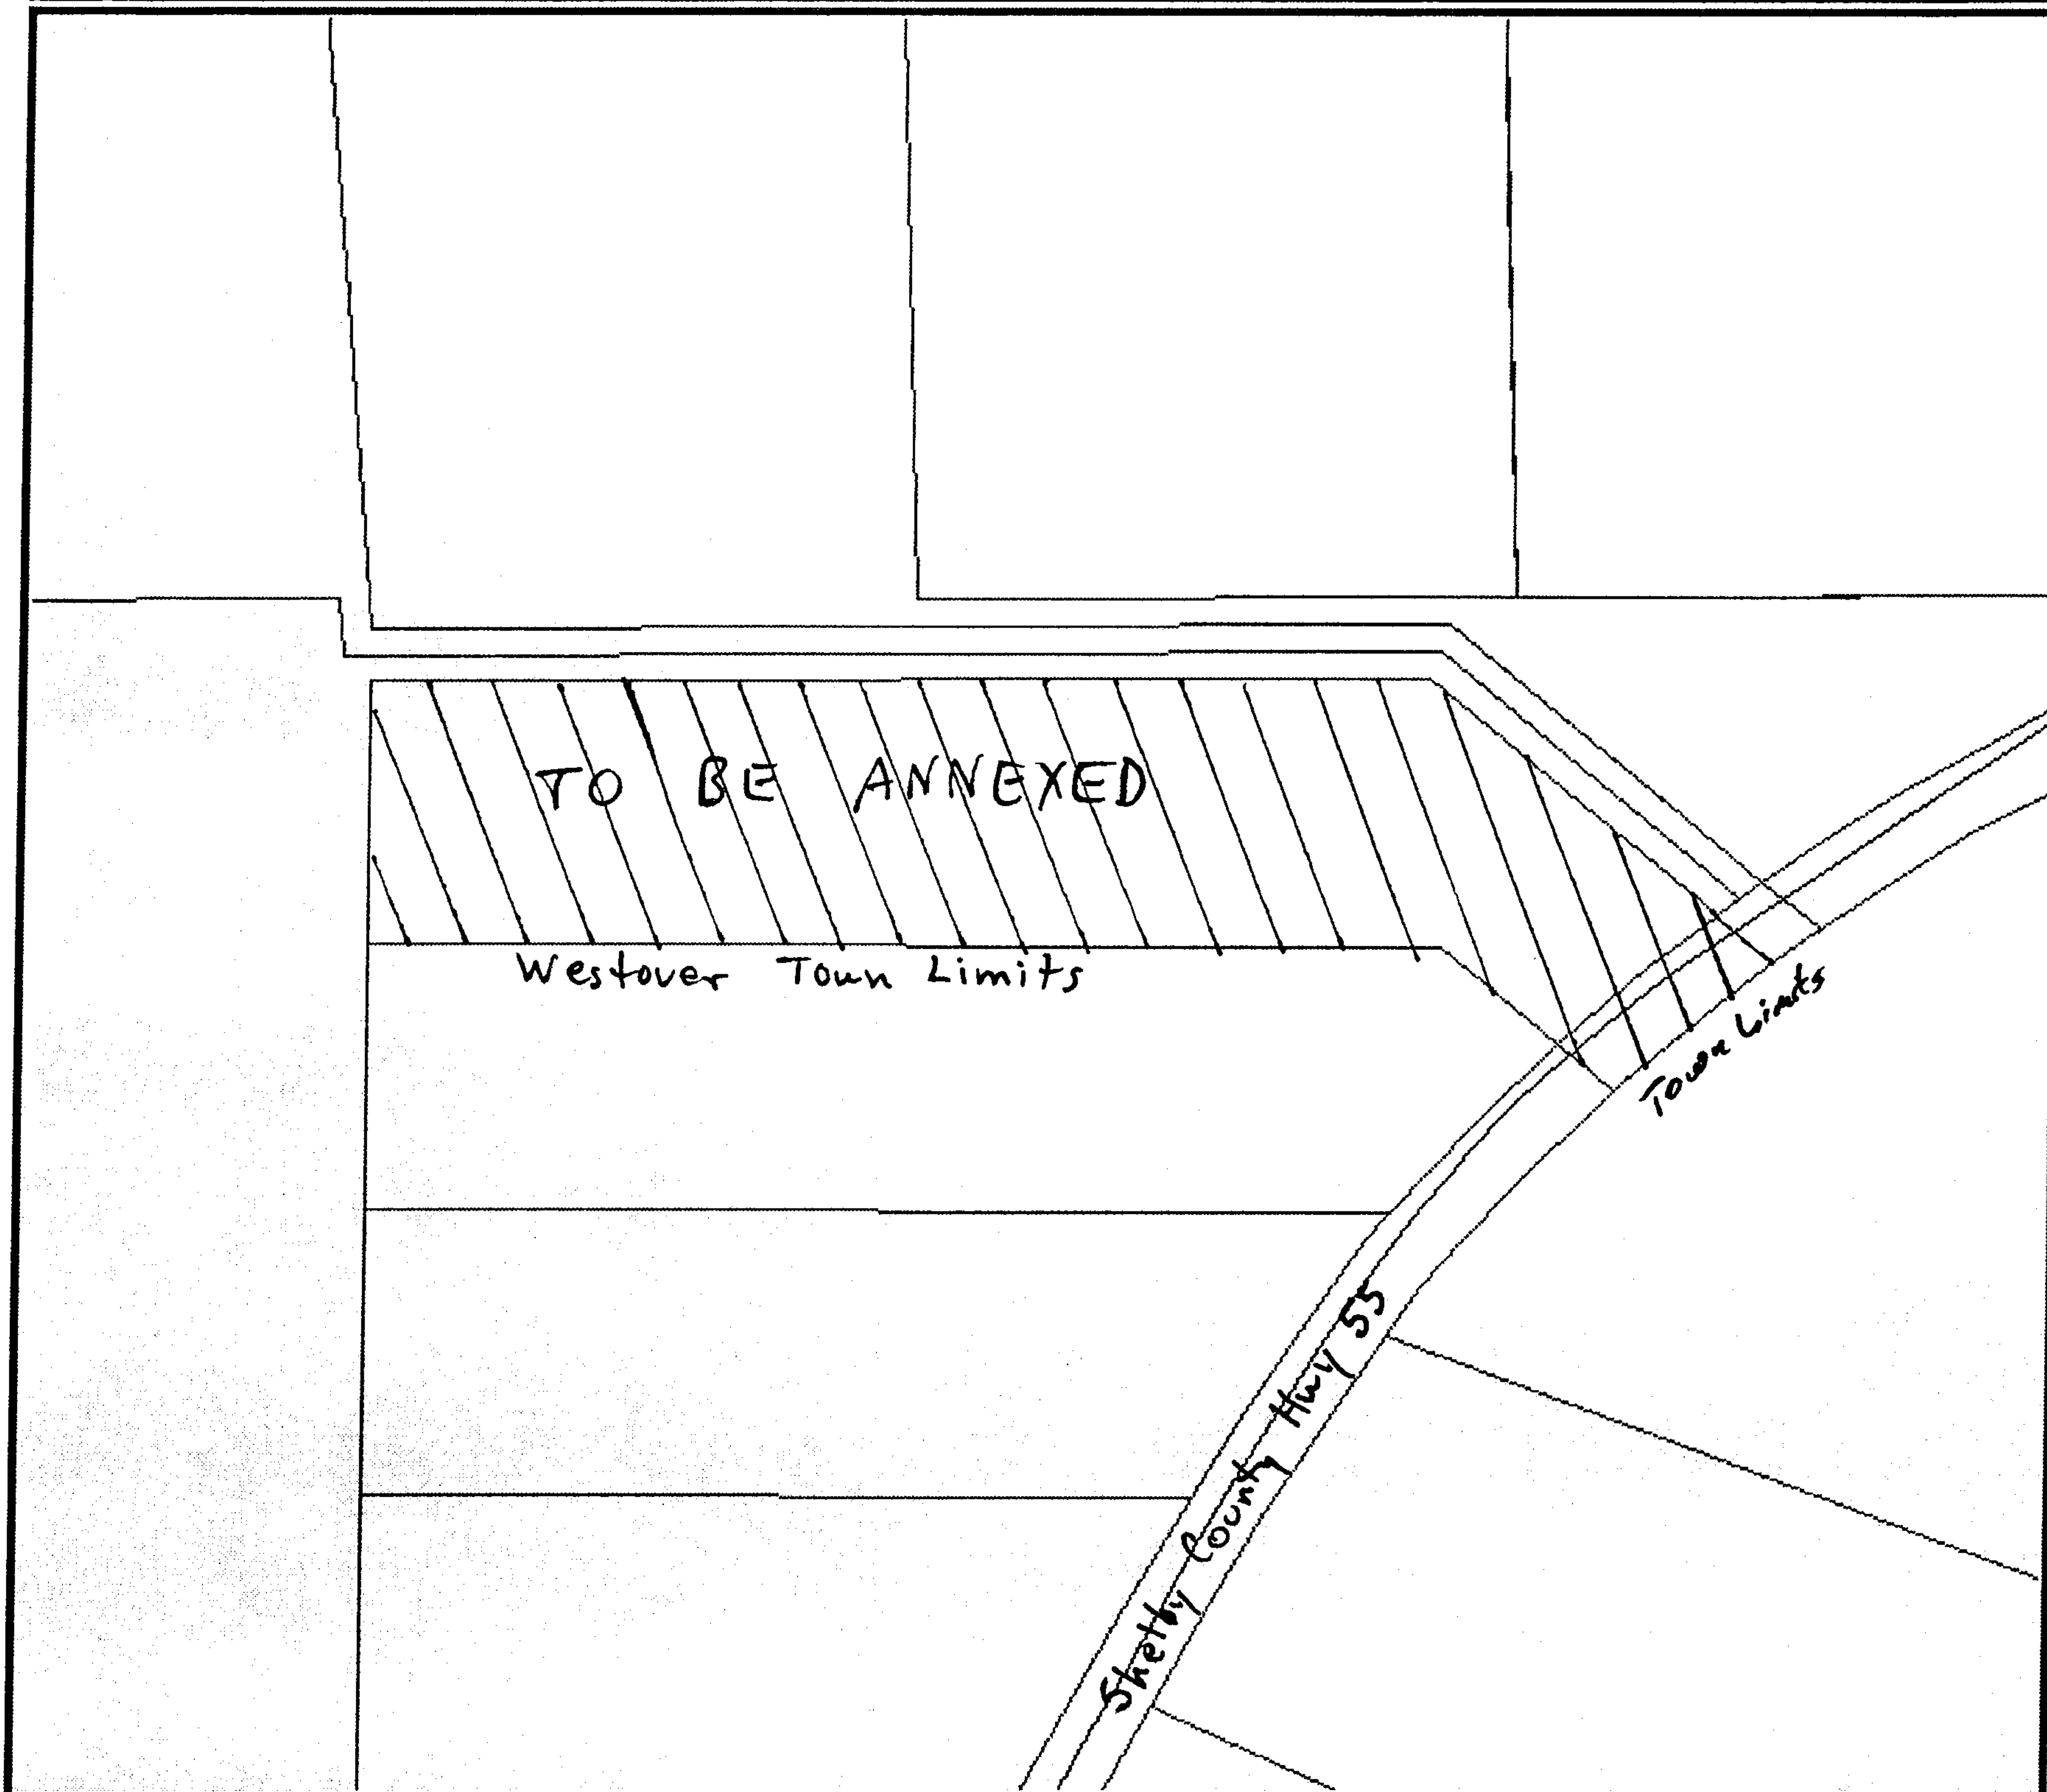 TO BE ANNEXED
Westover Town Limits
Town Limits
Shelby County Hwy 55